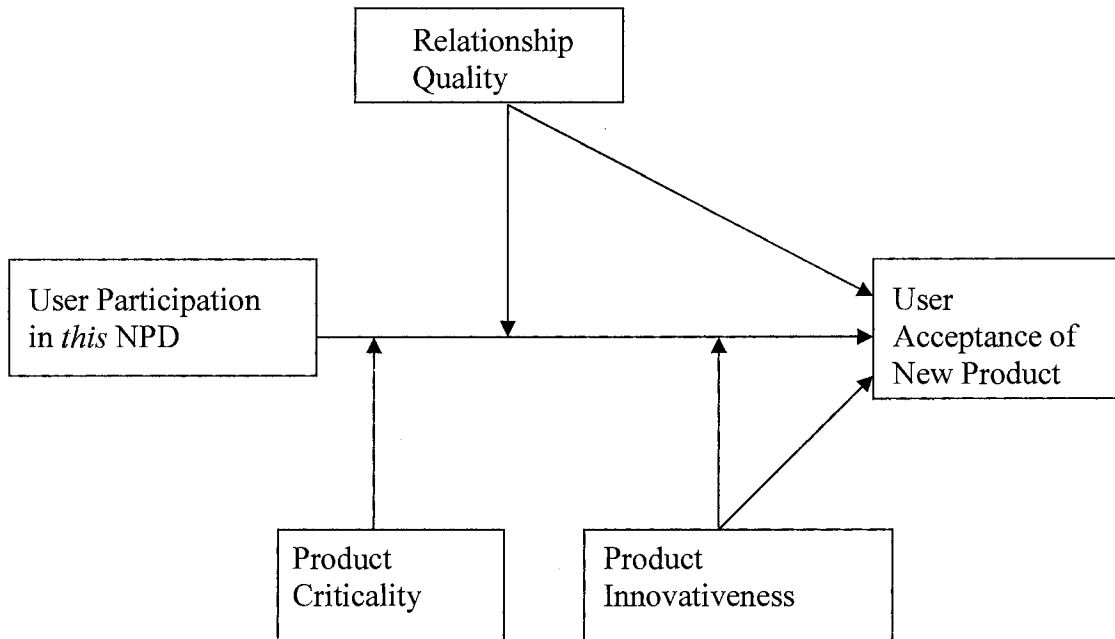 Relationship
Quality
User Participation
in this NPD
User
Acceptance of
New Product
Product
Criticality
Product
Innovativeness